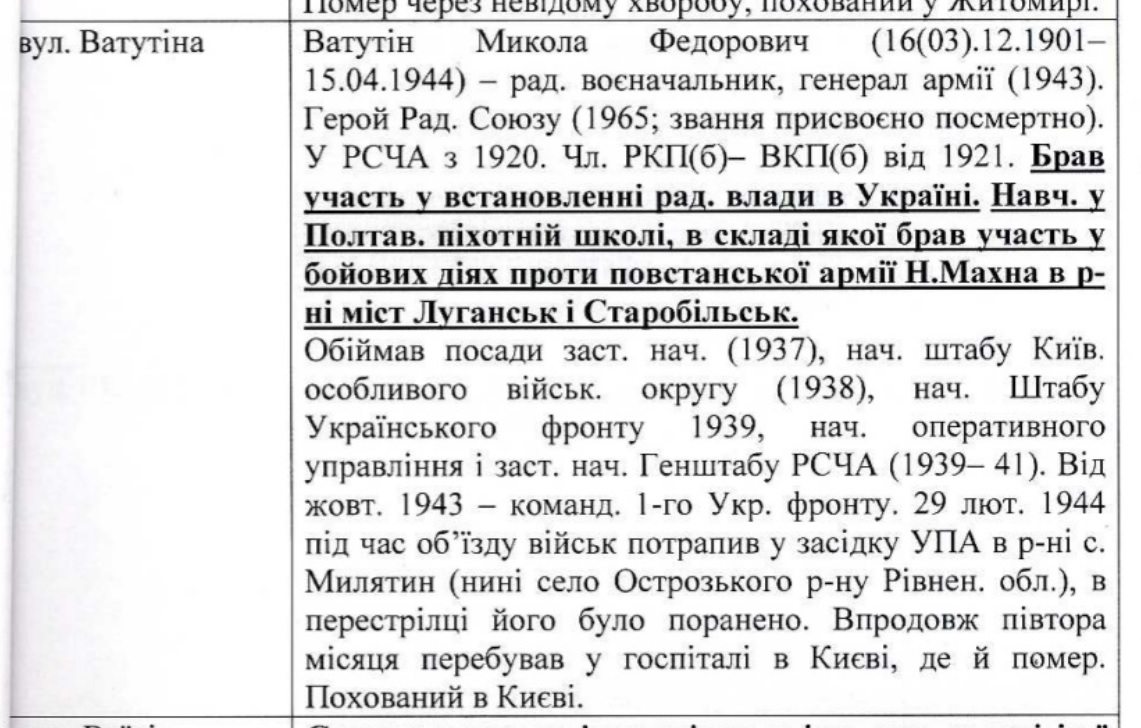 Помер через невідому хворобу, похований у Житомирі.
вул. Ватутіна
Ватутін Микола Федорович (16(03).12.1901–
15.04.1944) – рад. воєначальник, генерал армії (1943).
Герой Рад. Союзу (1965; звання присвоєно посмертно).
У РСЧА з 1920. Чл. РКП(б)– ВКП(б) від 1921. Брав
участь у встановленні рад. влади в Україні. Навч. у
Полтав. піхотній школі, в складі якої брав участь у
бойових діях проти повстанської армії Н.Махна в р-
ні міст Луганськ і Старобільськ.
Обіймав посади заст. нач. (1937), нач. штабу Київ.
особливого військ. округу (1938), нач. Штабу
Українського фронту 1939, нач. оперативного
управління і заст. нач. Генштабу РСЧА (1939– 41). Від
жовт. 1943 – команд. 1-го Укр. фронту. 29 лют. 1944
під час об’їзду військ потрапив у засідку УПА в р-ні с.
Милятин (нині село Острозького р-ну Рівнен. обл.), в
перестрілці його було поранено. Впродовж півтора
місяця перебував у госпіталі в Києві, де й помер.
Похований в Києві.